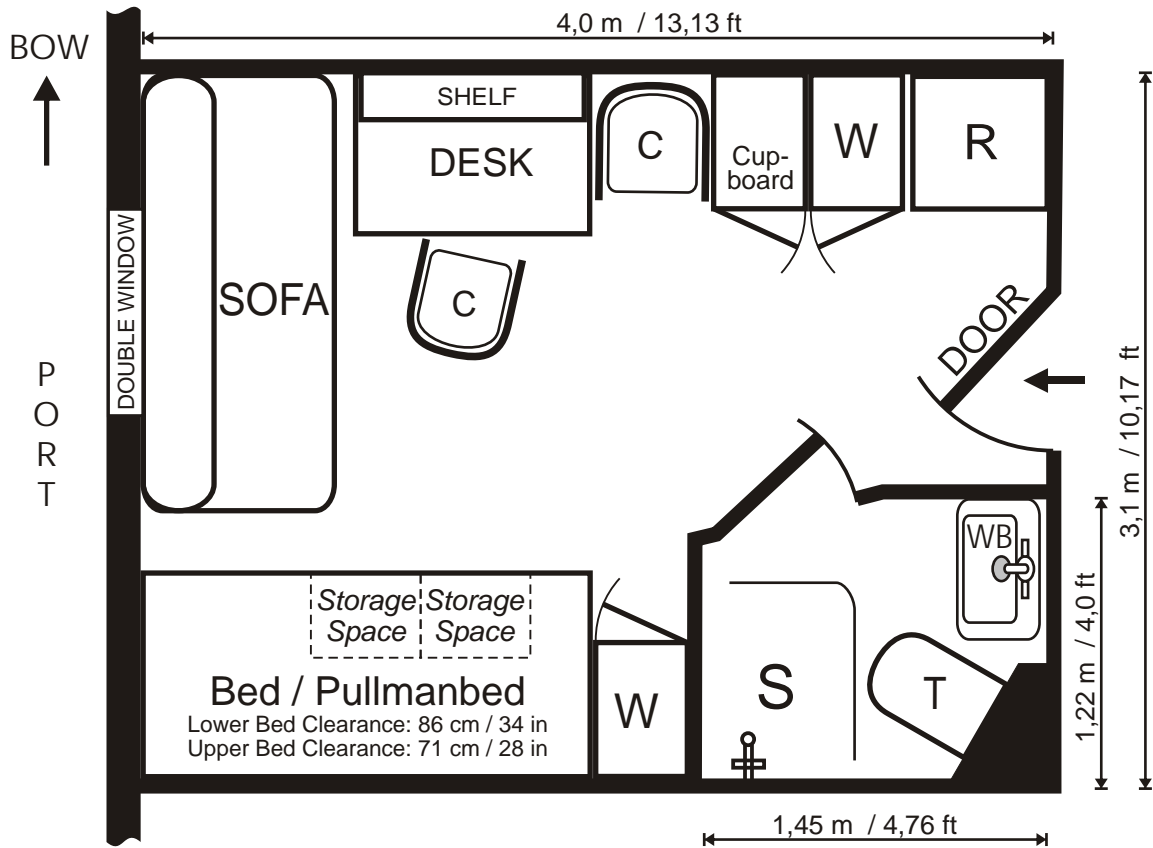 4,0 m / 13,13 ft
BOW
SHELF
DESK
C
Cup-
board
W
R
DOUBLE WINDOW
SOFA
C
DOOR
PORT
3,1 m / 10,17 ft
WB
1,22 m / 4,0 ft
Storage Storage
Space Space
Bed / Pullmanbed
Lower Bed Clearance: 86 cm / 34 in
Upper Bed Clearance: 71 cm / 28 in
W
S
T
1,45 m / 4,76 ft